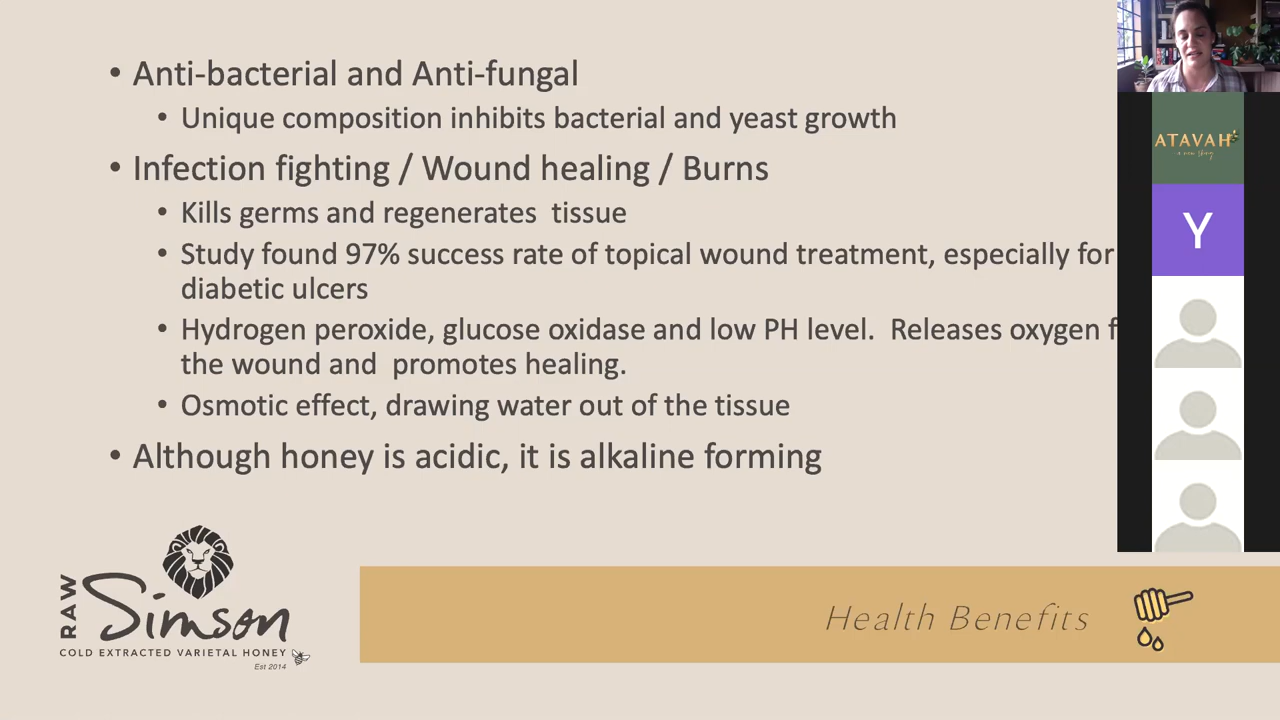 • Anti-bacterial and Anti-fungal
• Unique composition inhibits bacterial and yeast growth
• Infection fighting / Wound healing / Burns
• Kills germs and regenerates tissue
• Study found 97% success rate of topical wound treatment, especially for
diabetic ulcers
• Hydrogen peroxide, glucose oxidase and low PH level. Releases oxygen f
the wound and promotes healing.
• Osmotic effect, drawing water out of the tissue
• Although honey is acidic, it is alkaline forming
ATAVAH
Y
RAW
Simson
COLD EXTRACTED VARIETAL HONEY
Est 2014
Health Benefits